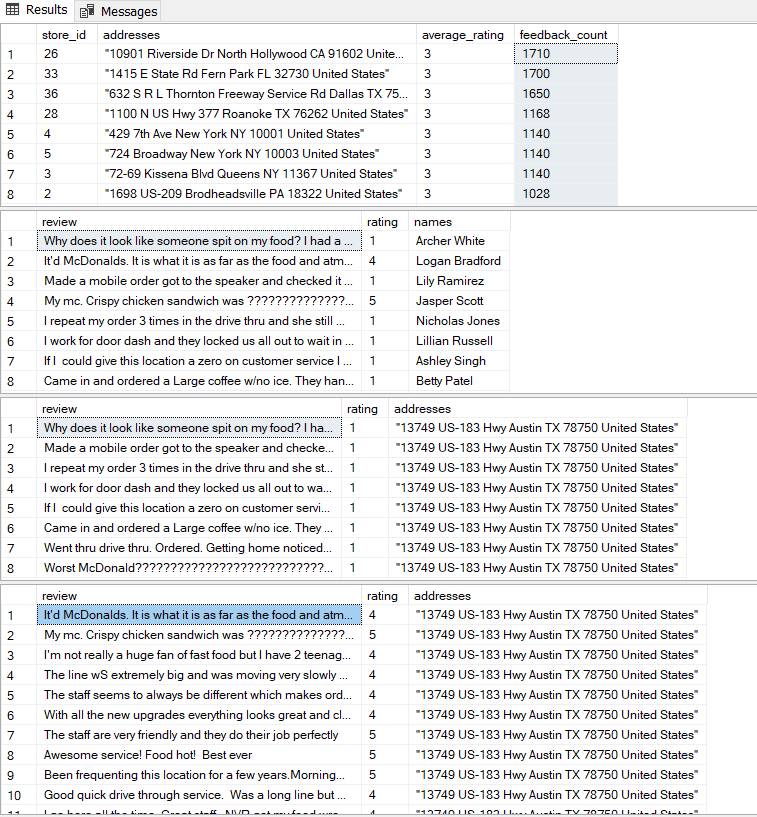 Results Messages
store_id addresses average_rating feedback_count
1 26 "10901 Riverside Dr North Hollywood CA 91602 Unite... 3 1710
2 33 "1415 E State Rd Fern Park FL 32730 United States" 3 1700
3 36 "632 S R L Thornton Freeway Service Rd Dallas TX 75... 3 1650
4 28 "1100 N US Hwy 377 Roanoke TX 76262 United States" 3 1168
5 4 "429 7th Ave New York NY 10001 United States" 3 1140
6 5 "724 Broadway New York NY 10003 United States" 3 1140
7 3 "72-69 Kissena Blvd Queens NY 11367 United States" 3 1140
8 2 "1698 US-209 Brodheadsville PA 18322 United States" 3 1028
review rating names
1 Why does it look like someone spit on my food? I had a ... 1 Archer White
2 It'd McDonalds. It is what it is as far as the food and atm... 4 Logan Bradford
3 Made a mobile order got to the speaker and checked it ... 1 Lily Ramirez
4 My mc. Crispy chicken sandwich was ??????????????... 5 Jasper Scott
5 I repeat my order 3 times in the drive thru and she still ... 1 Nicholas Jones
6 I work for door dash and they locked us all out to wait in ... 1 Lillian Russell
7 If I could give this location a zero on customer service I ... 1 Ashley Singh
8 Came in and ordered a Large coffee w/no ice. They han... 1 Betty Patel
review rating addresses
1 Why does it look like someone spit on my food? I ha... 1 "13749 US-183 Hwy Austin TX 78750 United States"
2 Made a mobile order got to the speaker and checke... 1 "13749 US-183 Hwy Austin TX 78750 United States"
3 I repeat my order 3 times in the drive thru and she st... 1 "13749 US-183 Hwy Austin TX 78750 United States"
4 I work for door dash and they locked us all out to wa... 1 "13749 US-183 Hwy Austin TX 78750 United States"
5 If I could give this location a zero on customer servi... 1 "13749 US-183 Hwy Austin TX 78750 United States"
6 Came in and ordered a Large coffee w/no ice. They ... 1 "13749 US-183 Hwy Austin TX 78750 United States"
7 Went thru drive thru. Ordered. Getting home noticed... 1 "13749 US-183 Hwy Austin TX 78750 United States"
8 Worst McDonald????????????????????????????... 1 "13749 US-183 Hwy Austin TX 78750 United States"
review rating addresses
1 It'd McDonalds. It is what it is as far as the food and atm... 4 "13749 US-183 Hwy Austin TX 78750 United States"
2 My mc. Crispy chicken sandwich was ??????????????... 5 "13749 US-183 Hwy Austin TX 78750 United States"
3 I'm not really a huge fan of fast food but I have 2 teenag... 4 "13749 US-183 Hwy Austin TX 78750 United States"
4 The line wS extremely big and was moving very slowly ... 4 "13749 US-183 Hwy Austin TX 78750 United States"
5 The staff seems to always be different which makes ord... 4 "13749 US-183 Hwy Austin TX 78750 United States"
6 With all the new upgrades everything looks great and cl... 4 "13749 US-183 Hwy Austin TX 78750 United States"
7 The staff are very friendly and they do their job perfectly 5 "13749 US-183 Hwy Austin TX 78750 United States"
8 Awesome service! Food hot! Best ever 5 "13749 US-183 Hwy Austin TX 78750 United States"
9 Been frequenting this location for a few years.Morning... 5 "13749 US-183 Hwy Austin TX 78750 United States"
10 Good quick drive through service. Was a long line but ... 4 "13749 US-183 Hwy Austin TX 78750 United States"